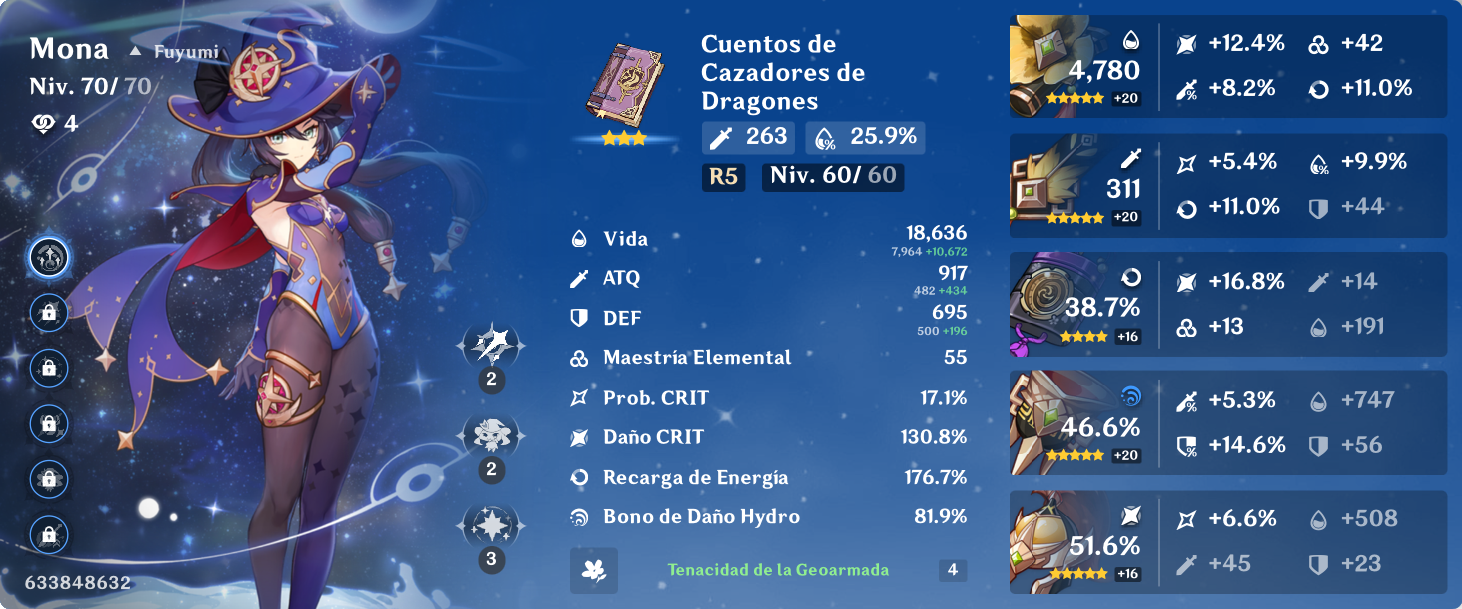 Mona Fuyumi
Niv. 70/ 70
4
633848632
2
2
3
Cuentos de
Cazadores de
Dragones
263 25.9%
R5 Niv. 60/ 60
Vida 18,636
7,964 +10,672
ATQ 917
482 +434
DEF 695
500 +196
Maestría Elemental 55
Prob. CRIT 17.1%
Daño CRIT 130.8%
Recarga de Energía 176.7%
Bono de Daño Hydro 81.9%
Tenacidad de la Geoarmada 4
4,780
+20
+12.4% +42
+8.2% +11.0%
311
+20
+5.4% +9.9%
+11.0% +44
38.7%
+16
+16.8% +14
+13 +191
46.6%
+20
+5.3% +747
+14.6% +56
51.6%
+16
+6.6% +508
+45 +23